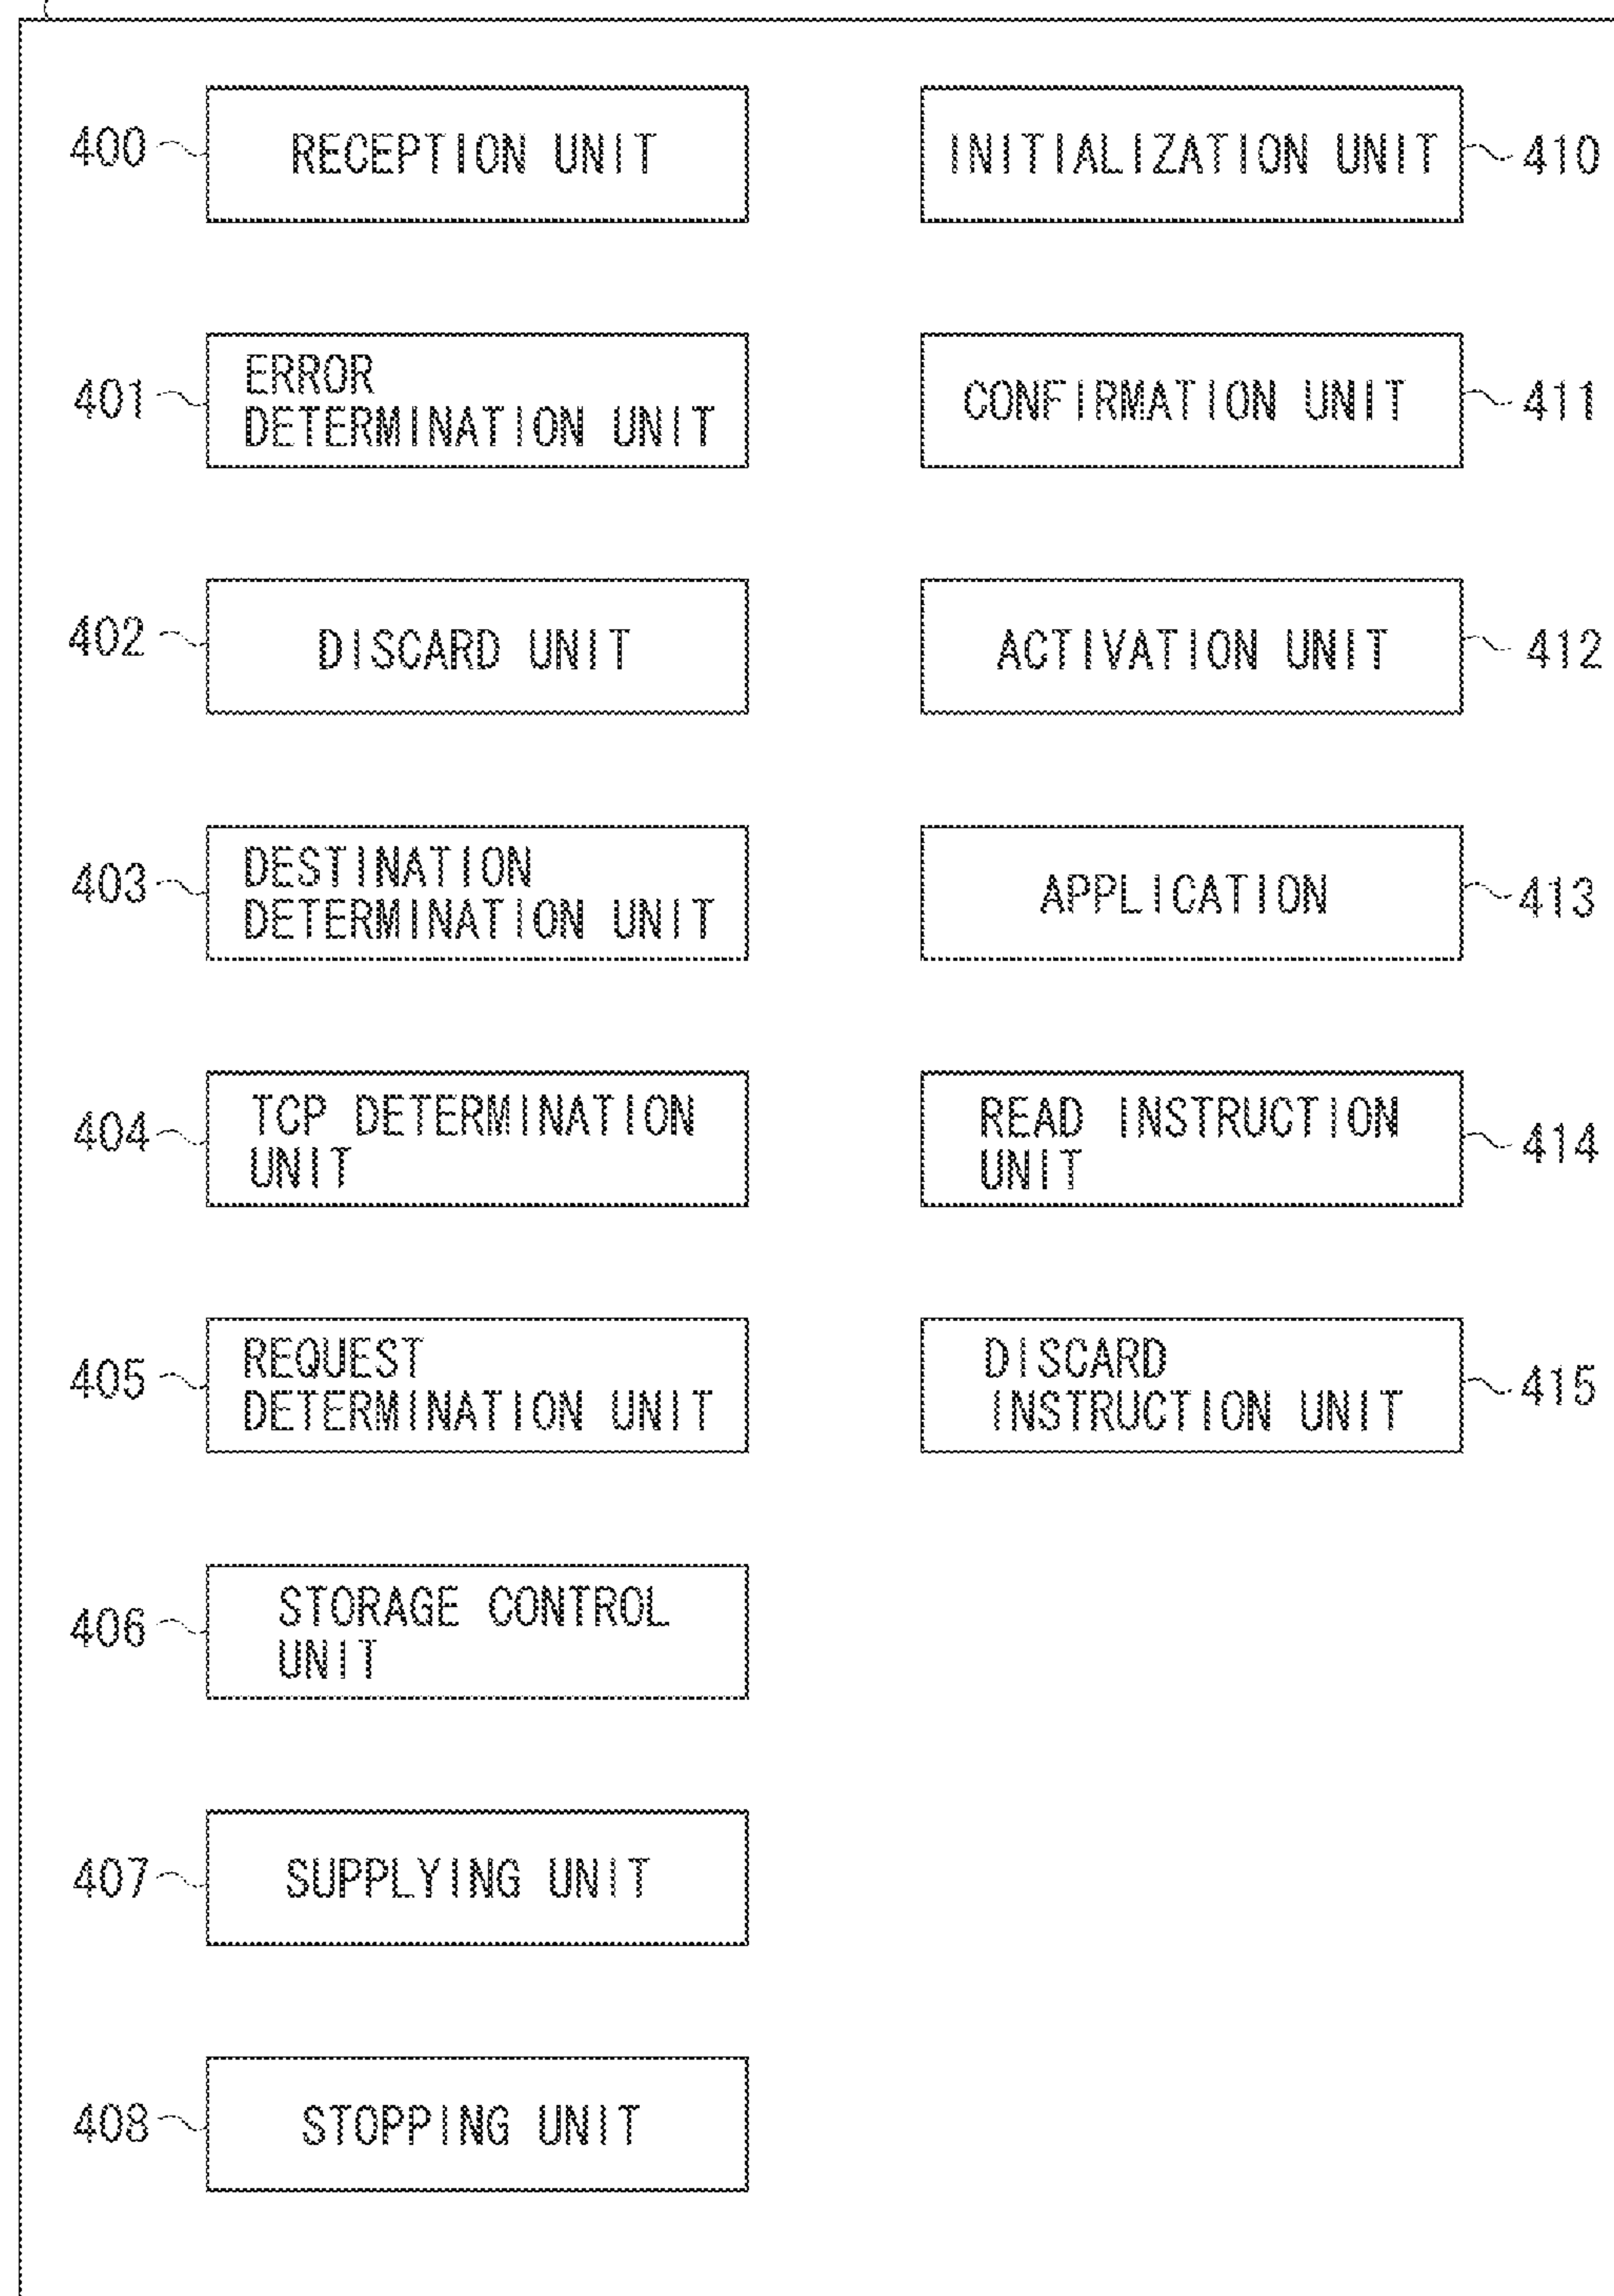 400
RECEPTION UNIT
INITIALIZATION UNIT
410
401
ERROR
DETERMINATION UNIT
CONFIRMATION UNIT
411
402
DISCARD UNIT
ACTIVATION UNIT
412
403
DESTINATION
DETERMINATION UNIT
APPLICATION
413
404
TCP DETERMINATION
UNIT
READ INSTRUCTION
UNIT
414
405
REQUEST
DETERMINATION UNIT
DISCARD
INSTRUCTION UNIT
415
406
STORAGE CONTROL
UNIT
407
SUPPLYING UNIT
408
STOPPING UNIT